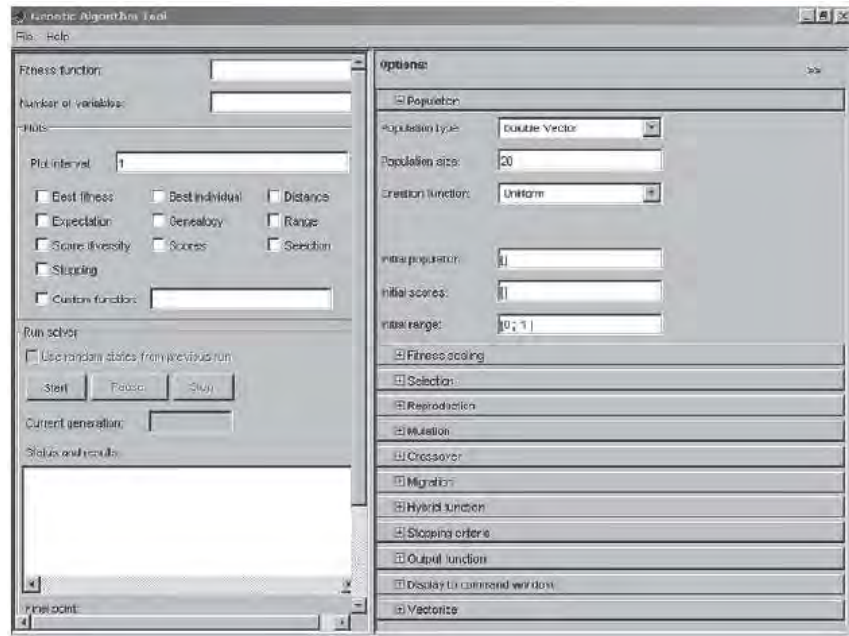 Genetic Algorithm Tool
File Help
Fitness function:
Number of variables:
Plots
Plot interval: 1
Best fitness Best individual Distance
Expectation Genealogy Range
Score diversity Scores Selection
Stopping
Custom function:
Run solver
Use random states from previous run
Start Pause Stop
Current generation:
Status and results:
Final point:
Options: >>
Population
Population type: Double Vector
Population size: 20
Creation function: Uniform
Initial population: []
Initial scores: []
Initial range: [0 ; 1]
Fitness scaling
Selection
Reproduction
Mutation
Crossover
Migration
Hybrid function
Stopping criteria
Output function
Display to command window
Vectorize